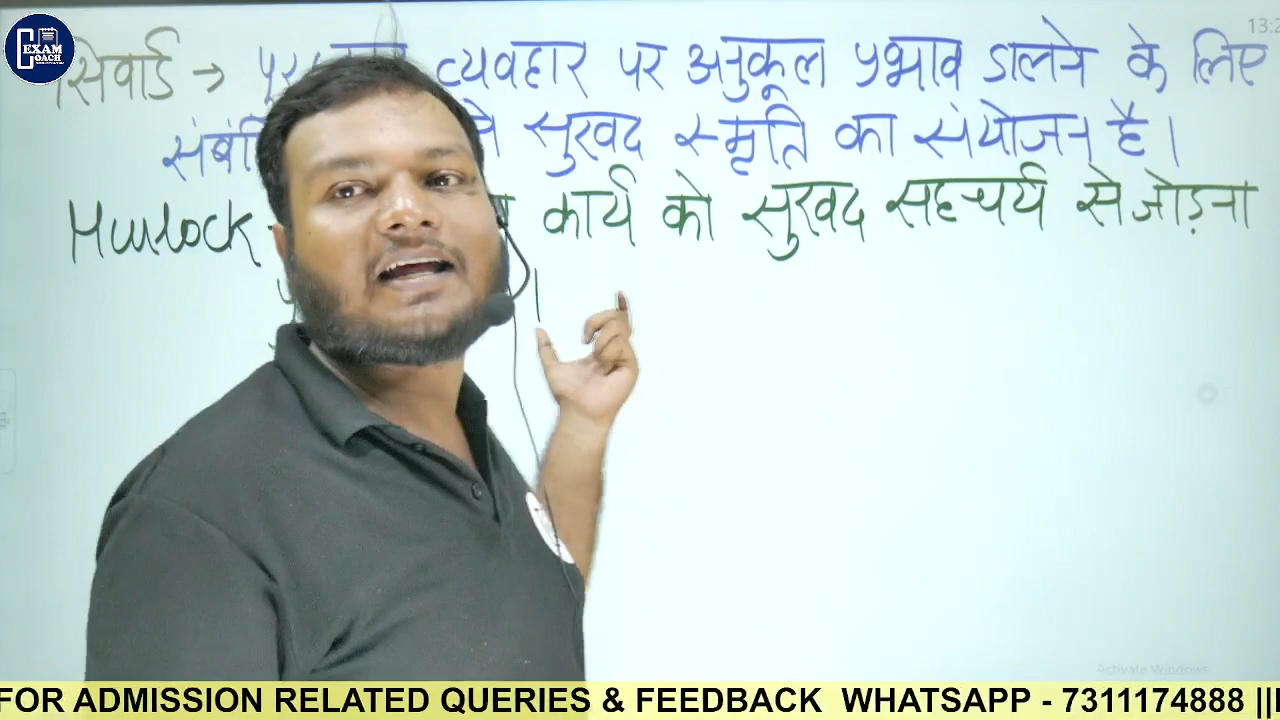 EXAM COACH
13:2
सिवार्ड → व्यवहार पर अनुकूल प्रभाव डालने के लिए
सुखद स्मृति का संयोजन है।
Hurlock कार्य को सुखद सहचर्य से जोड़ना
Activate Windows
FOR ADMISSION RELATED QUERIES & FEEDBACK WHATSAPP - 7311174888 ||